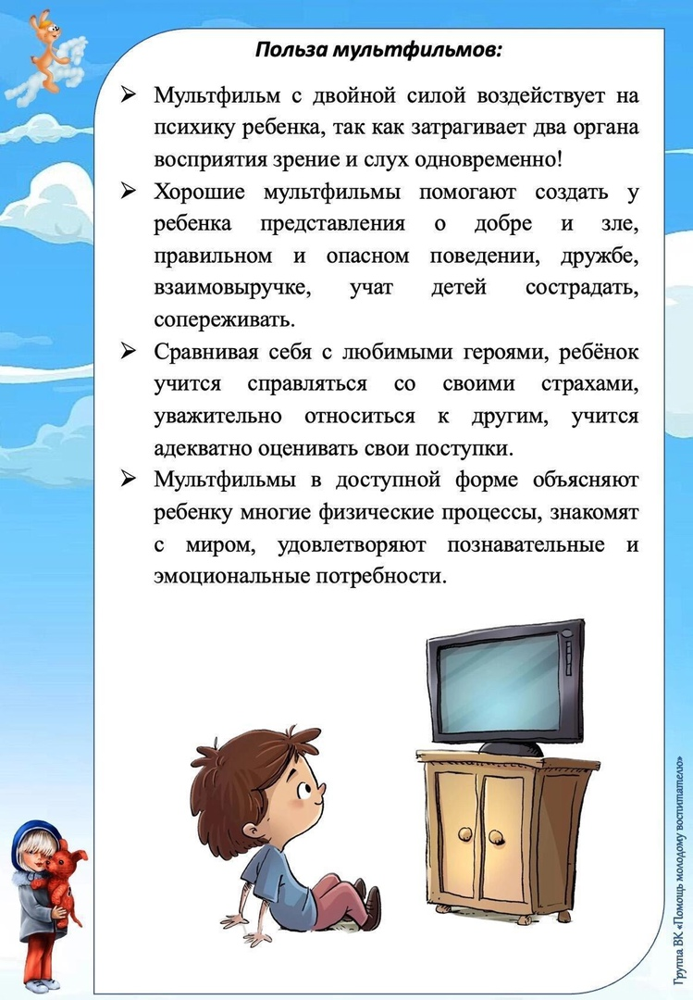 Польза мультфильмов:
➢ Мультфильм с двойной силой воздействует на
психику ребенка, так как затрагивает два органа
восприятия зрение и слух одновременно!
➢ Хорошие мультфильмы помогают создать у
ребенка представления о добре и зле,
правильном и опасном поведении, дружбе,
взаимовыручке, учат детей сострадать,
сопереживать.
➢ Сравнивая себя с любимыми героями, ребёнок
учится справляться со своими страхами,
уважительно относиться к другим, учится
адекватно оценивать свои поступки.
➢ Мультфильмы в доступной форме объясняют
ребенку многие физические процессы, знакомят
с миром, удовлетворяют познавательные и
эмоциональные потребности.
Группа ВК «Помощь молодому воспитателю»